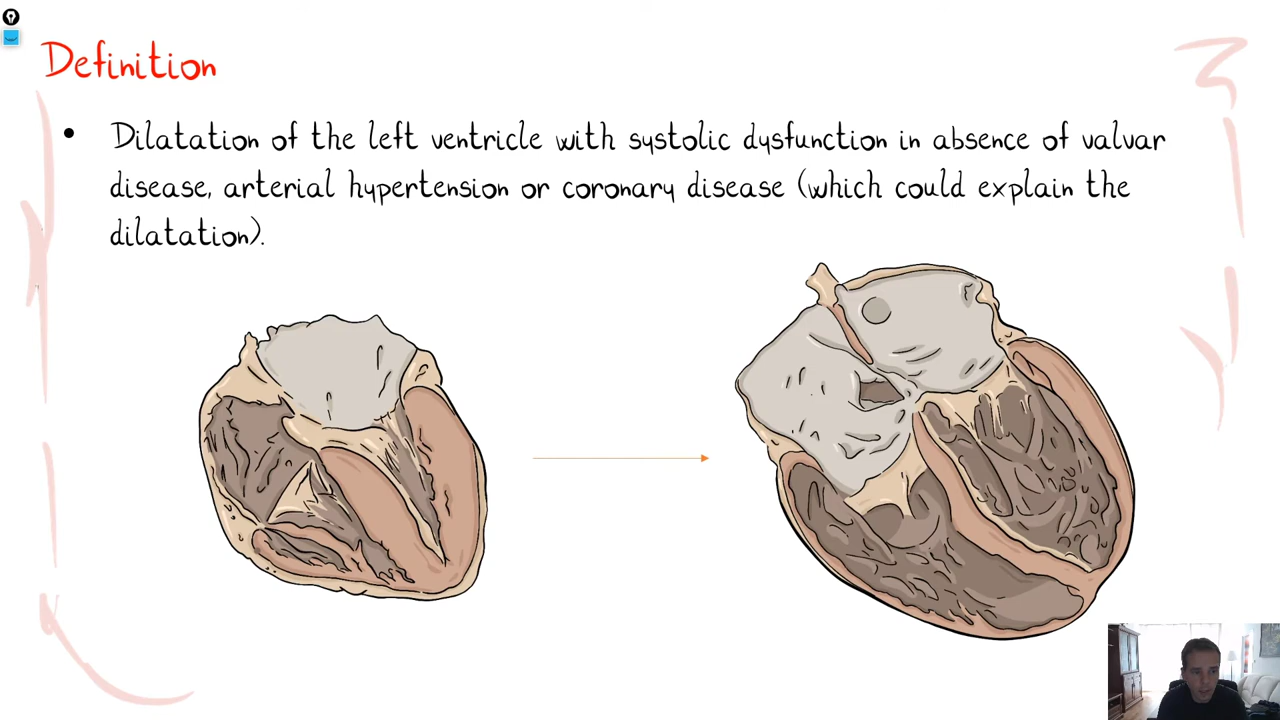 Definition
• Dilatation of the left ventricle with systolic dysfunction in absence of valvar
disease, arterial hypertension or coronary disease (which could explain the
dilatation).